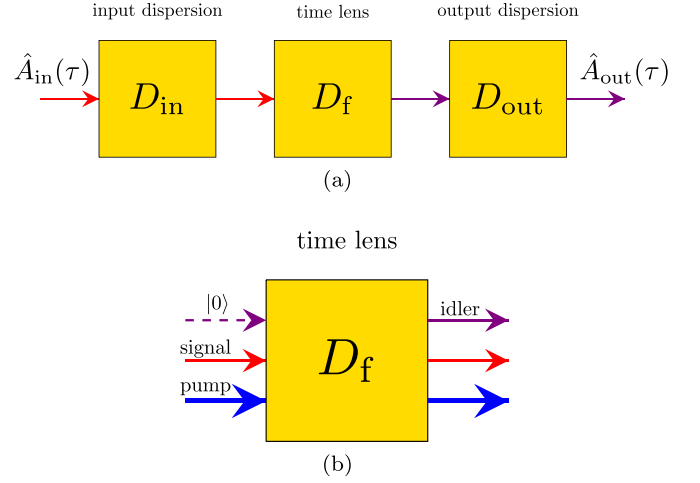 input dispersion time lens output dispersion
Â_in(τ) D_in D_f D_out Â_out(τ)
(a)
time lens
|0⟩ idler
signal
D_f
pump
(b)